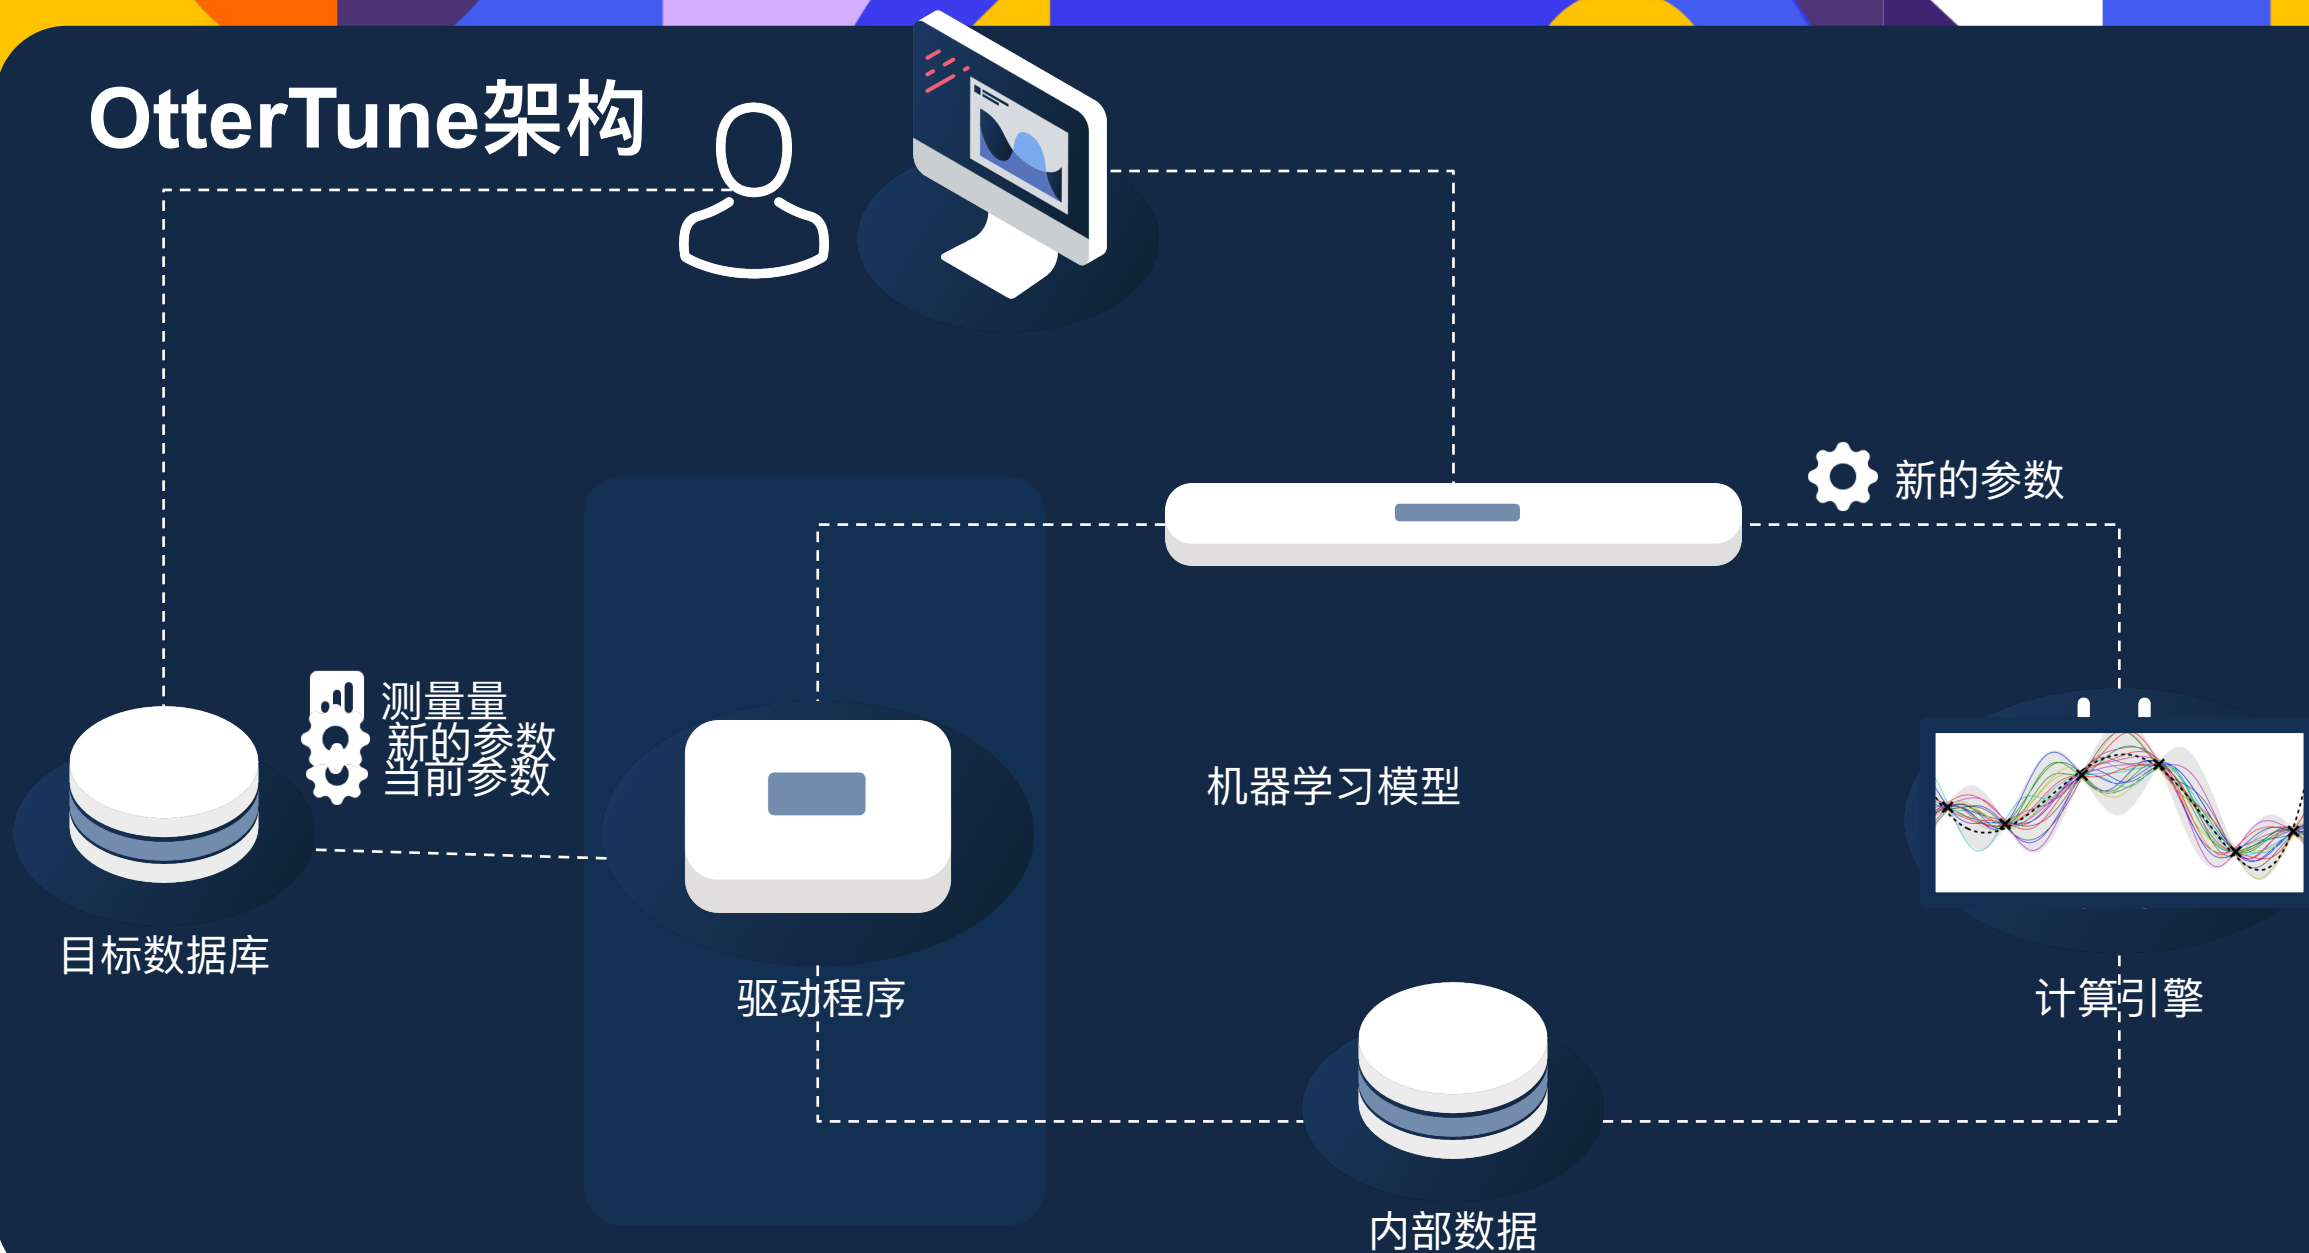 OtterTune架构
新的参数
测量量
新的参数
当前参数
机器学习模型
目标数据库
驱动程序
计算引擎
内部数据